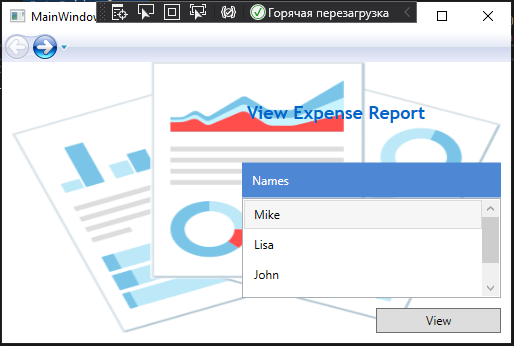 MainWindow
Горячая перезагрузка
View Expense Report
Names
Mike
Lisa
John
View